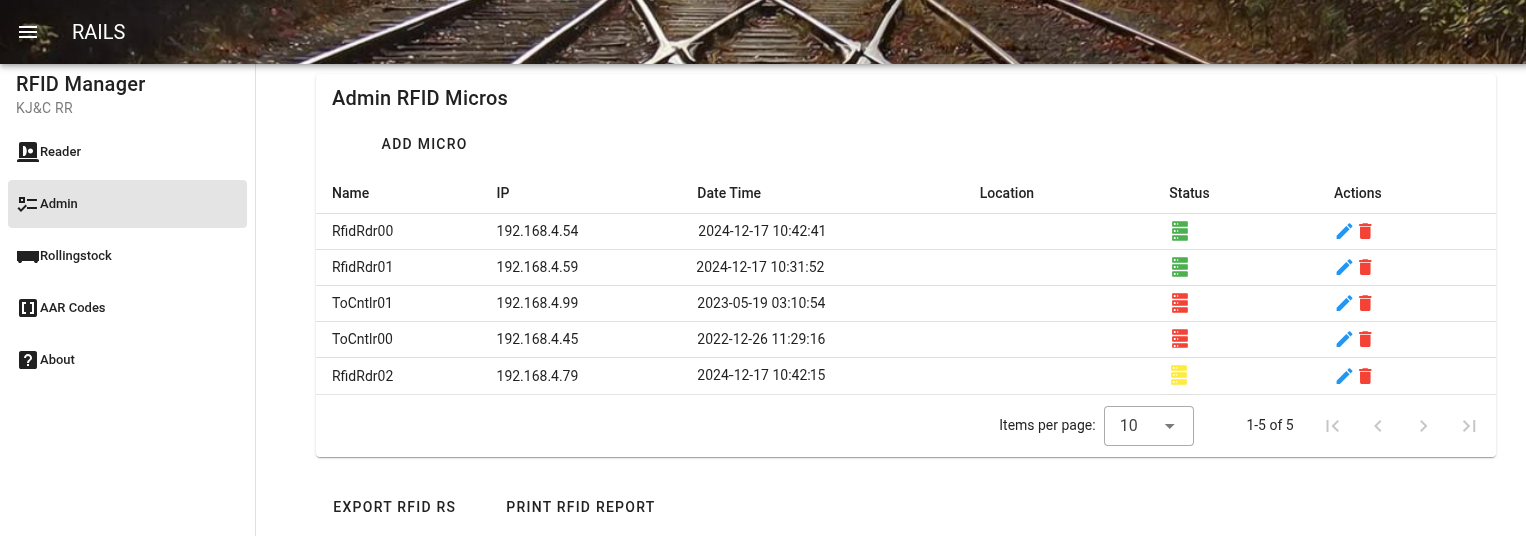 RAILS
RFID Manager
KJ&C RR
Reader
Admin
Rollingstock
AAR Codes
About
Admin RFID Micros
ADD MICRO
Name IP Date Time Location Status Actions
RfidRdr00 192.168.4.54 2024-12-17 10:42:41
RfidRdr01 192.168.4.59 2024-12-17 10:31:52
ToCntlr01 192.168.4.99 2023-05-19 03:10:54
ToCntlr00 192.168.4.45 2022-12-26 11:29:16
RfidRdr02 192.168.4.79 2024-12-17 10:42:15
Items per page: 10 1-5 of 5
EXPORT RFID RS PRINT RFID REPORT